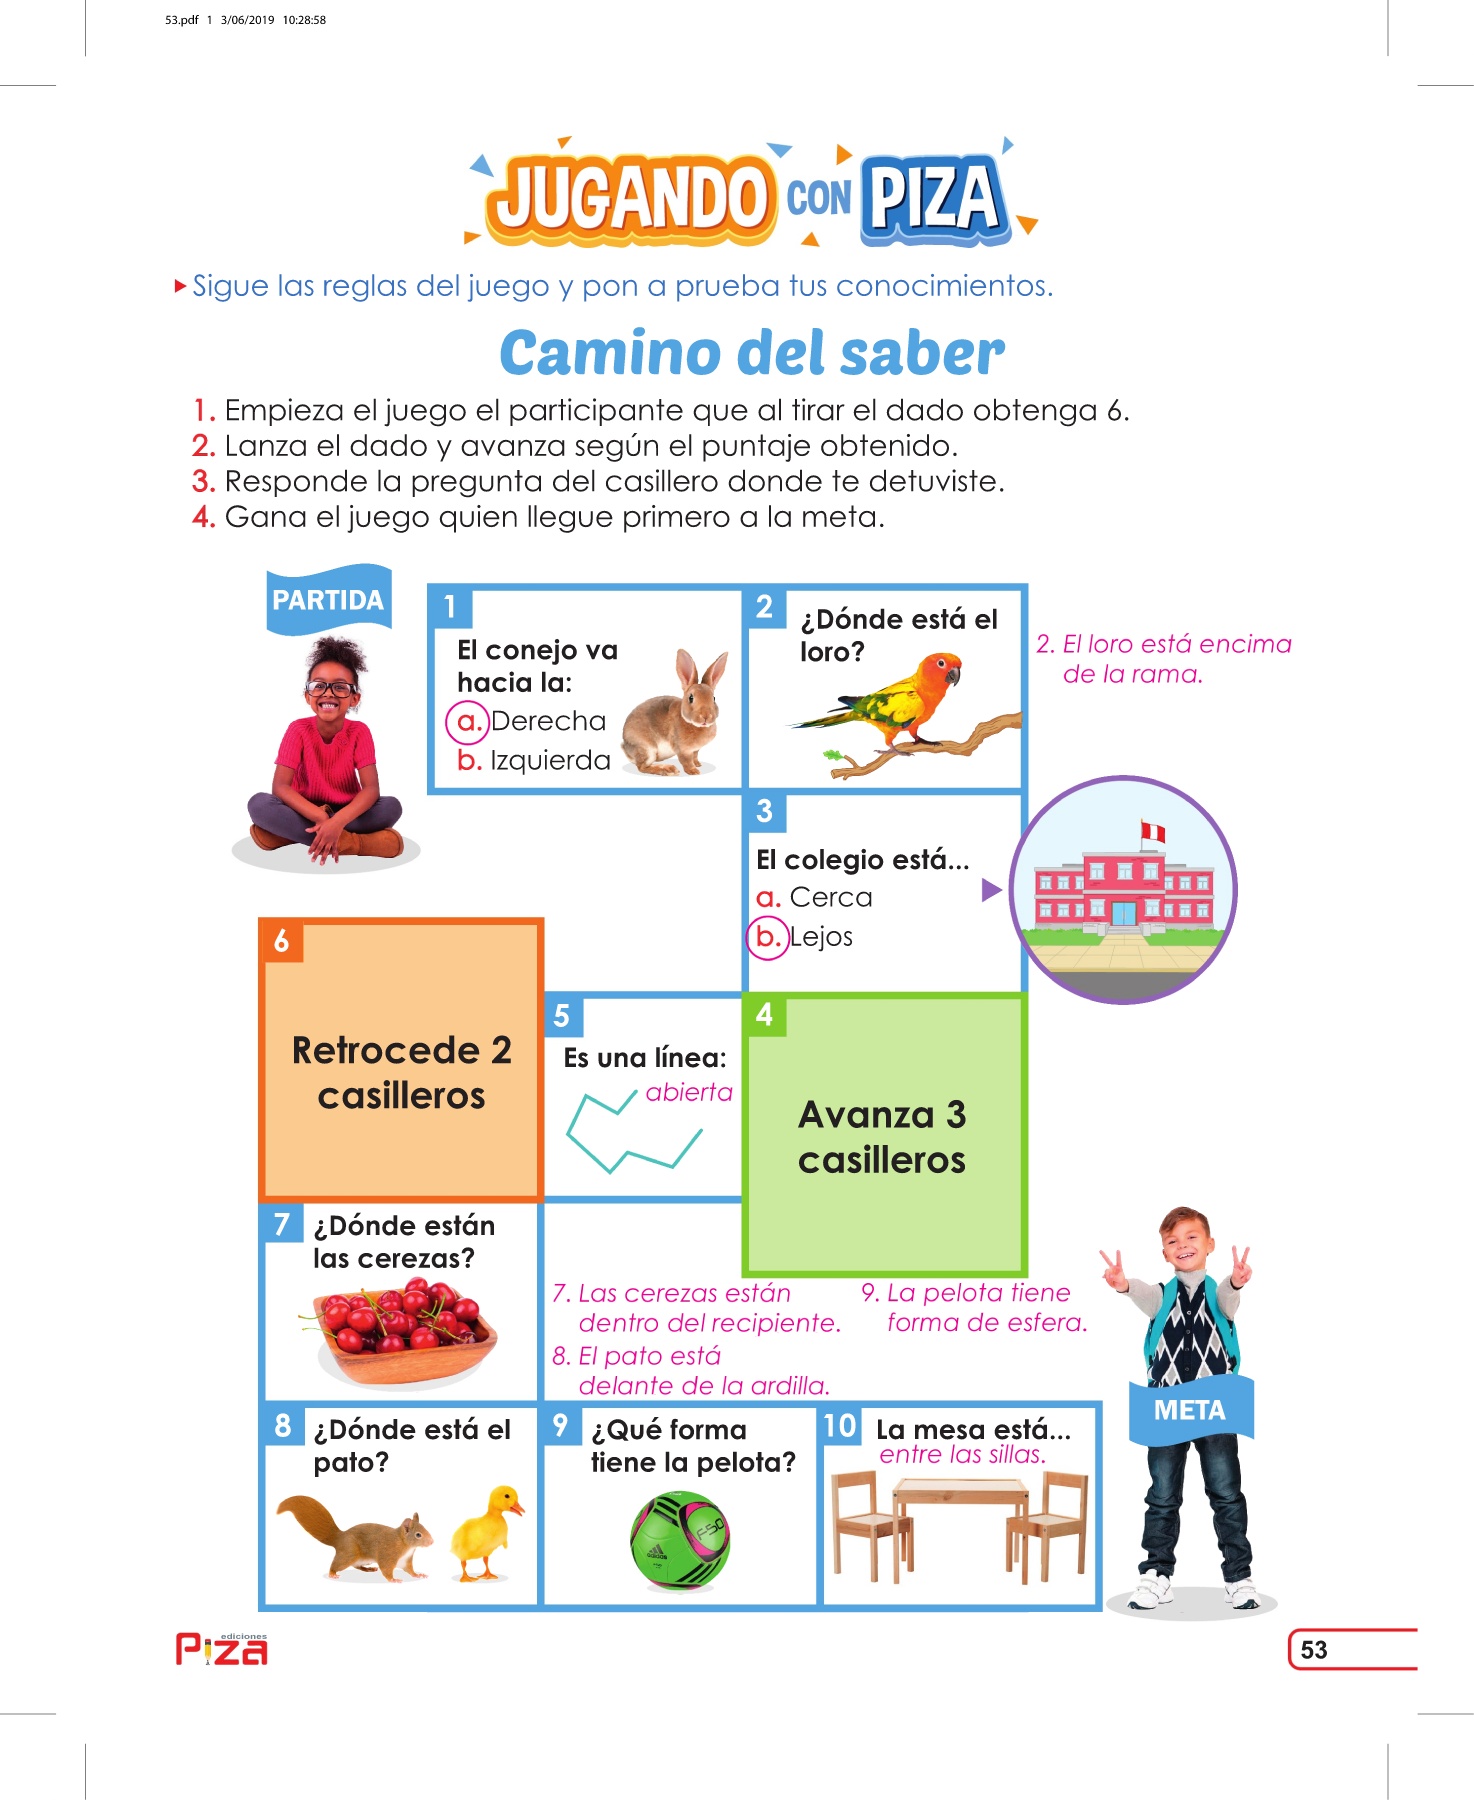 53.pdf 1 3/06/2019 10:28:58
JUGANDO CON PIZA
Sigue las reglas del juego y pon a prueba tus conocimientos.
Camino del saber
1. Empieza el juego el participante que al tirar el dado obtenga 6.
2. Lanza el dado y avanza según el puntaje obtenido.
3. Responde la pregunta del casillero donde te detuviste.
4. Gana el juego quien llegue primero a la meta.
PARTIDA
1
El conejo va
hacia la:
a. Derecha
b. Izquierda
2
¿Dónde está el
loro?
2. El loro está encima
de la rama.
3
El colegio está...
a. Cerca
b. Lejos
4
Avanza 3
casilleros
5
Es una línea:
abierta
6
Retrocede 2
casilleros
7
¿Dónde están
las cerezas?
7. Las cerezas están
dentro del recipiente.
8. El pato está
delante de la ardilla.
9. La pelota tiene
forma de esfera.
8
¿Dónde está el
pato?
9
¿Qué forma
tiene la pelota?
10
La mesa está...
entre las sillas.
META
ediciones
Piza
53